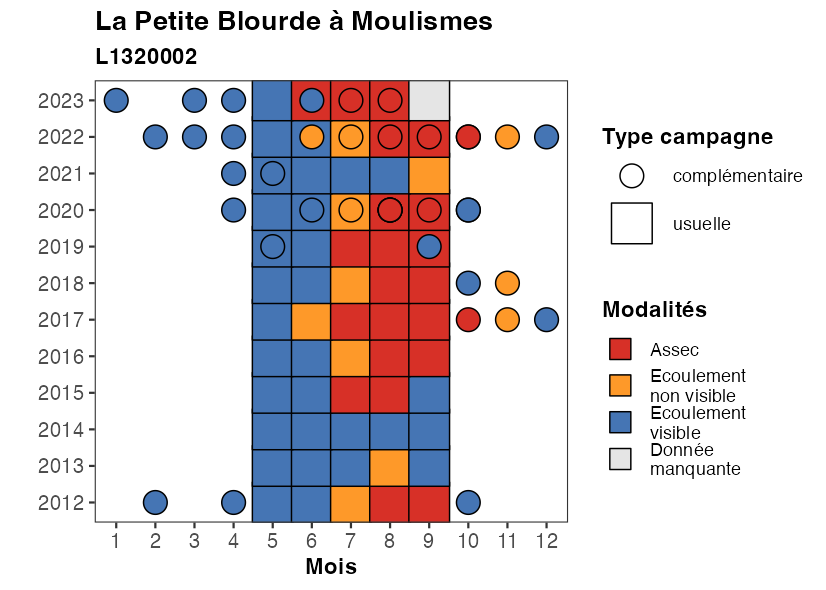 La Petite Blourde à Moulismes
L1320002
2023
2022
2021
2020
2019
2018
2017
2016
2015
2014
2013
2012
1 2 3 4 5 6 7 8 9 10 11 12
Mois
Type campagne
complémentaire
usuelle
Modalités
Assec
Ecoulement
non visible
Ecoulement
visible
Donnée
manquante